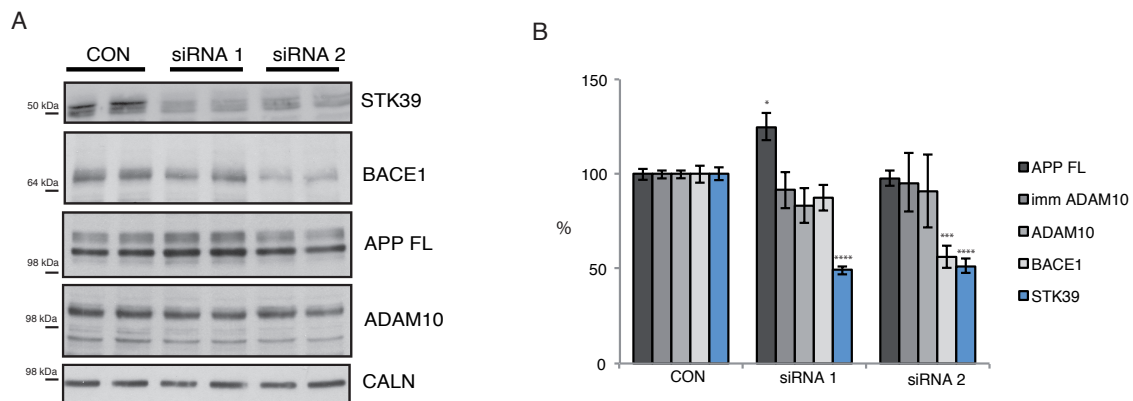 A
CON siRNA 1 siRNA 2
50 kDa STK39
64 kDa BACE1
98 kDa APP FL
98 kDa ADAM10
98 kDa CALN
B
150
100
%
50
0
* **** *** ****
CON siRNA 1 siRNA 2
APP FL
imm ADAM10
ADAM10
BACE1
STK39